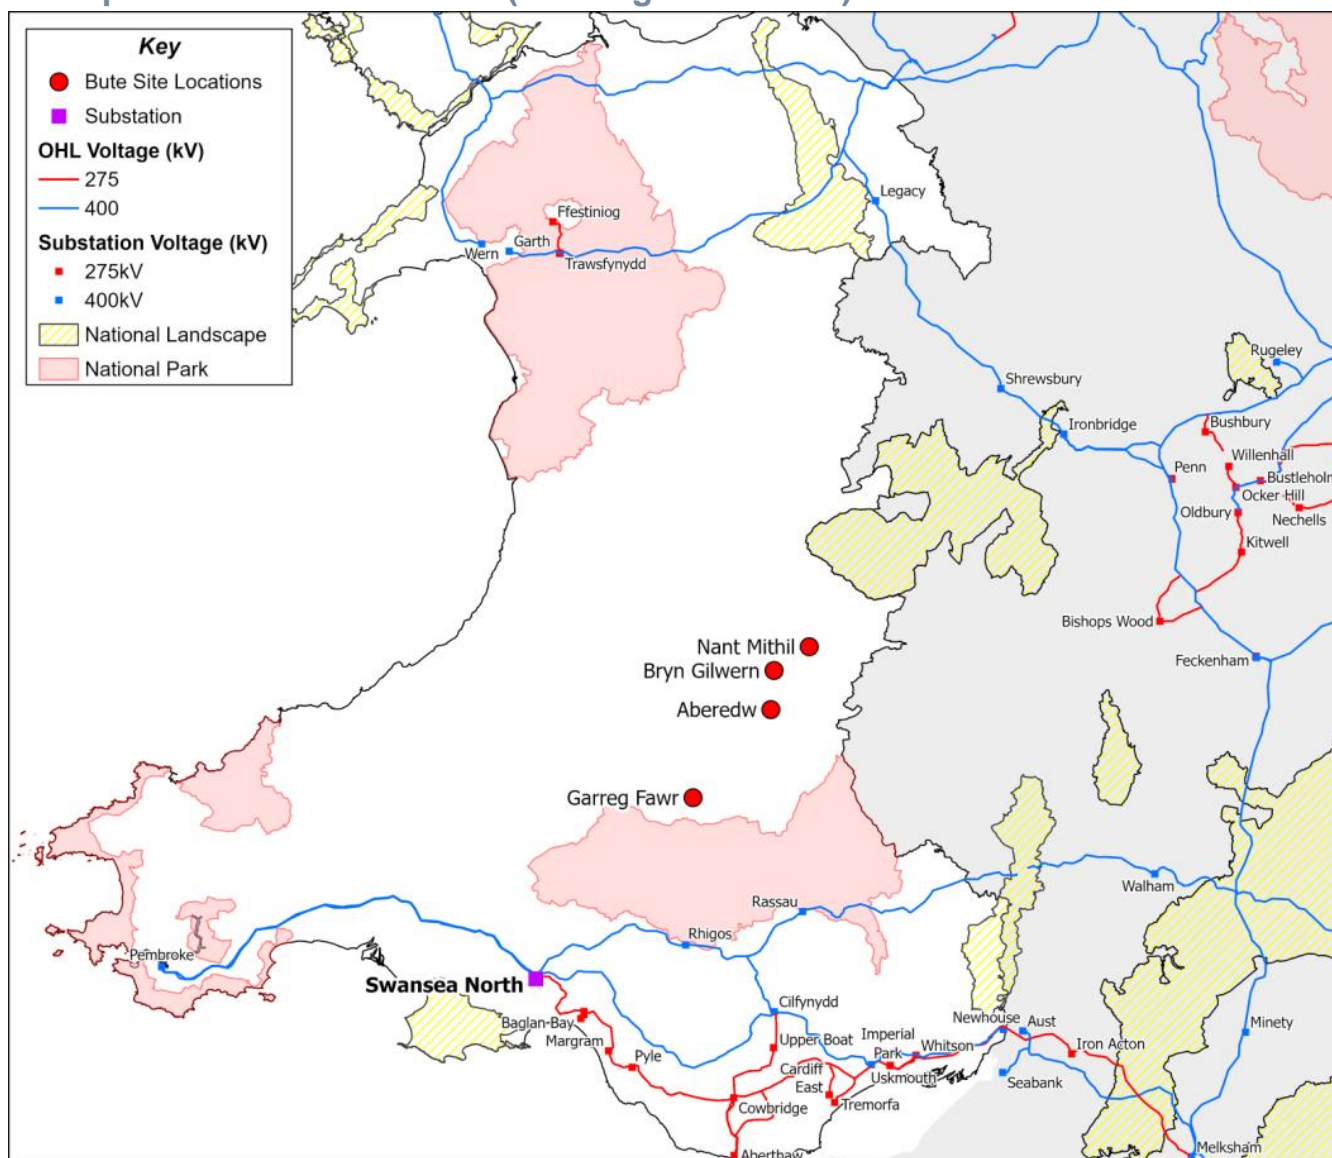 Key
Bute Site Locations
Substation
OHL Voltage (kV)
275
400
Substation Voltage (kV)
275kV
400kV
National Landscape
National Park
Legacy
Ffestiniog
Garth
Wern
Trawsfynydd
Rugeley
Shrewsbury
Ironbridge
Bushbury
Willenhall
Penn
Bustleholm
Ocker Hill
Oldbury
Nechells
Kitwell
Bishops Wood
Nant Mithil
Feckenham
Bryn Gilwern
Aberedw
Garreg Fawr
Walham
Rassau
Rhigos
Pembroke
Swansea North
Cilfynydd
Baglan-Bay
Newhouse
Aust
Minety
Margram
Upper Boat
Imperial
Park
Whitson
Iron Acton
Pyle
Cardiff
East
Uskmouth
Seabank
Cowbridge
Tremorfa
Aberthaw
Melksham